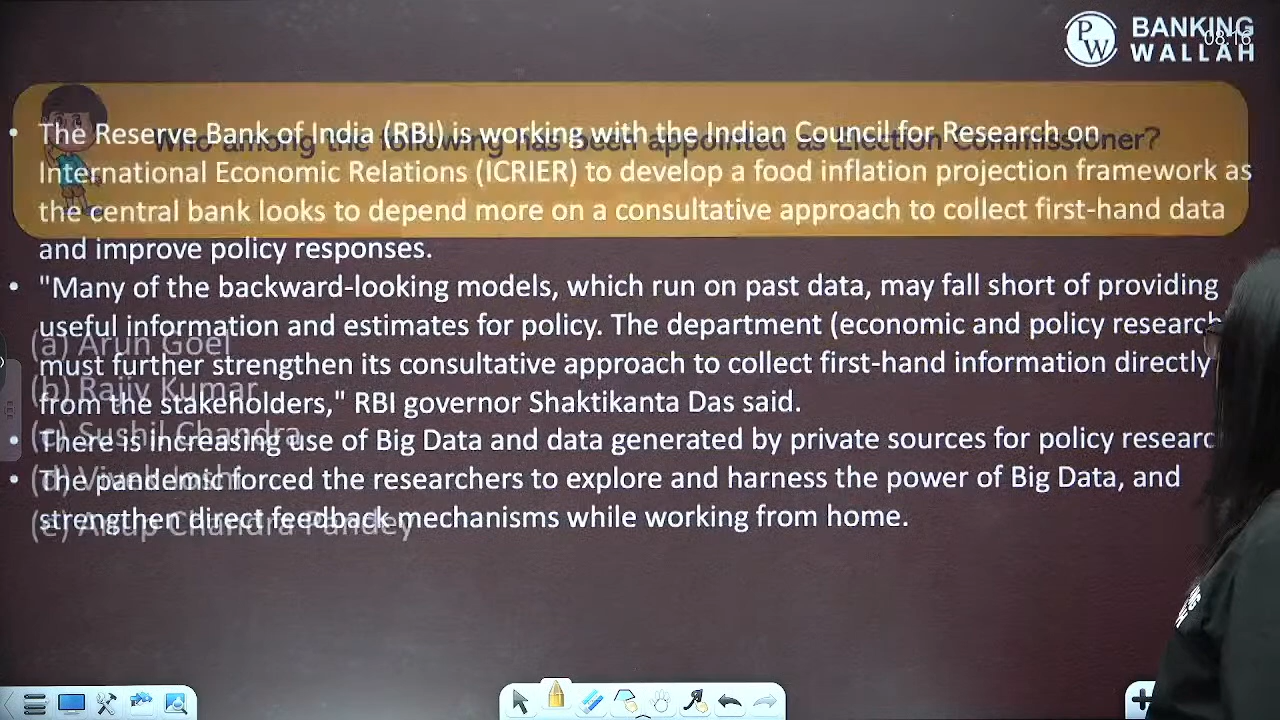 BANKING
WALLAH
PW
08:16
Who among the following has been appointed as Election Commissioner?
• The Reserve Bank of India (RBI) is working with the Indian Council for Research on
International Economic Relations (ICRIER) to develop a food inflation projection framework as
the central bank looks to depend more on a consultative approach to collect first-hand data
and improve policy responses.
• "Many of the backward-looking models, which run on past data, may fall short of providing
useful information and estimates for policy. The department (economic and policy research
must further strengthen its consultative approach to collect first-hand information directly
from the stakeholders," RBI governor Shaktikanta Das said.
• There is increasing use of Big Data and data generated by private sources for policy researc
• The pandemic forced the researchers to explore and harness the power of Big Data, and
strengthen direct feedback mechanisms while working from home.
(a) Arun Goel
(b) Rajiv Kumar
(c) Sushil Chandra
(d) Vivek Joshi
(e) Anup Chandra Pandey